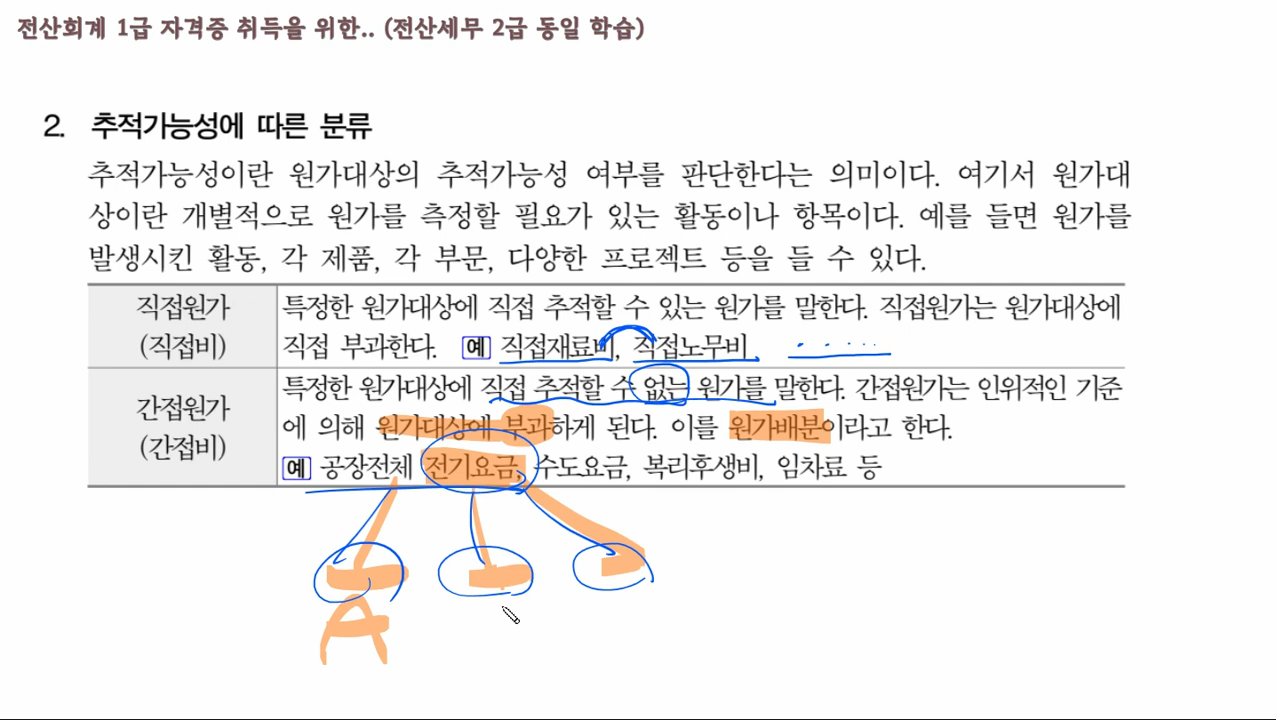 전산회계 1급 자격증 취득을 위한.. (전산세무 2급 동일 학습)
2. 추적가능성에 따른 분류
추적가능성이란 원가대상의 추적가능성 여부를 판단한다는 의미이다. 여기서 원가대
상이란 개별적으로 원가를 측정할 필요가 있는 활동이나 항목이다. 예를 들면 원가를
발생시킨 활동, 각 제품, 각 부문, 다양한 프로젝트 등을 들 수 있다.
직접원가
(직접비)
특정한 원가대상에 직접 추적할 수 있는 원가를 말한다. 직접원가는 원가대상에
직접 부과한다. 예 직접재료비, 직접노무비
간접원가
(간접비)
특정한 원가대상에 직접 추적할 수 없는 원가를 말한다. 간접원가는 인위적인 기준
에 의해 원가대상에 부과하게 된다. 이를 원가배분이라고 한다.
예 공장전체 전기요금, 수도요금, 복리후생비, 임차료 등
A